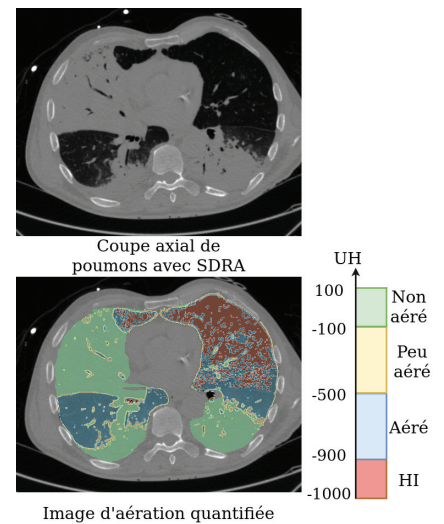 Coupe axial de
poumons avec SDRA
UH
100
Non
aéré
-100
Peu
aéré
-500
Aéré
-900
HI
-1000
Image d'aération quantifiée